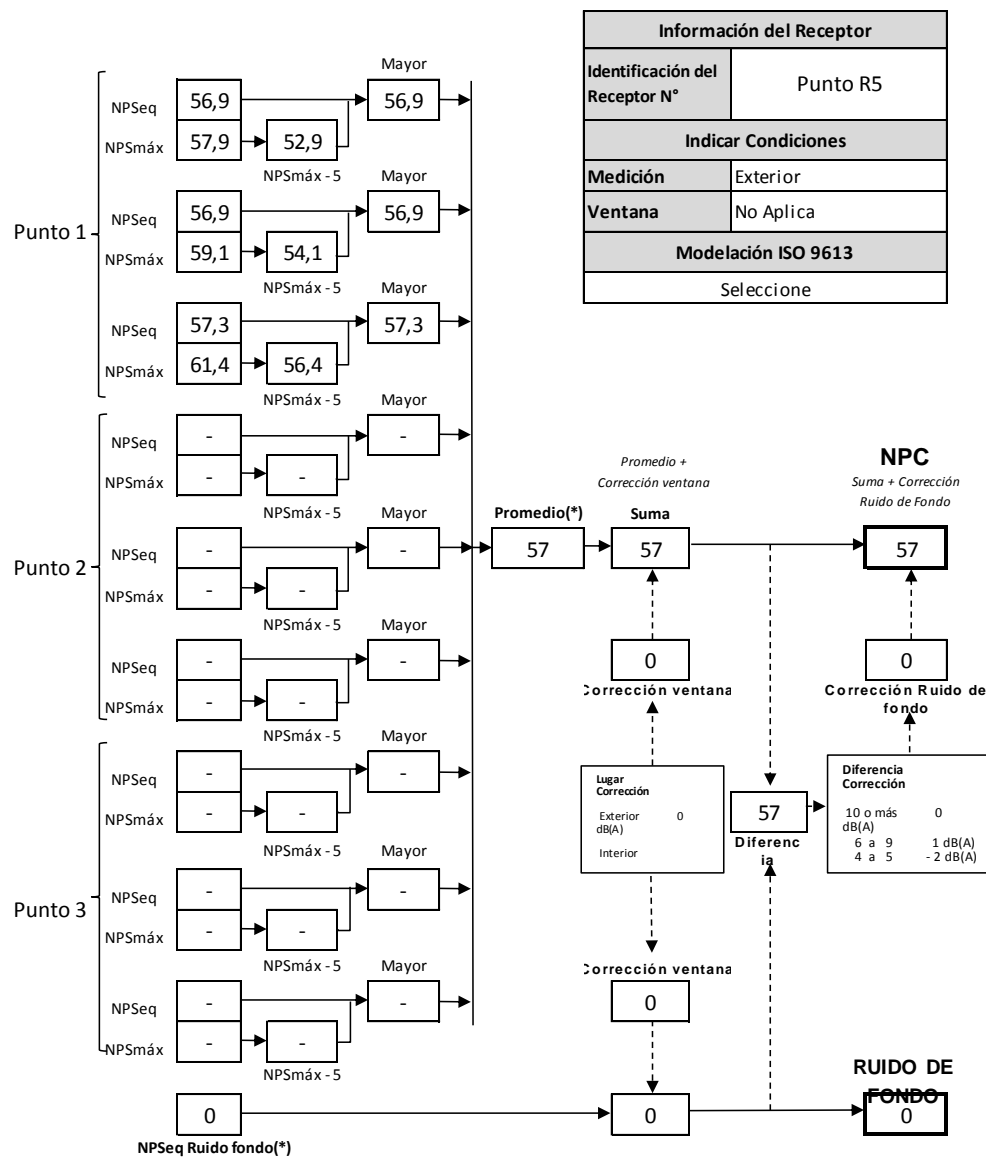 Información del Receptor
Identificación del
Receptor N°
Punto R5
Indicar Condiciones
Medición
Exterior
Ventana
No Aplica
Modelación ISO 9613
Seleccione
Punto 1
Mayor
NPSeq
56,9
56,9
NPSmáx
57,9
52,9
NPSmáx - 5
Mayor
NPSeq
56,9
56,9
NPSmáx
59,1
54,1
NPSmáx - 5
Mayor
NPSeq
57,3
57,3
NPSmáx
61,4
56,4
NPSmáx - 5
Punto 2
Mayor
NPSeq
-
-
NPSmáx
-
-
NPSmáx - 5
Mayor
NPSeq
-
-
NPSmáx
-
-
NPSmáx - 5
Mayor
NPSeq
-
-
NPSmáx
-
-
NPSmáx - 5
Punto 3
Mayor
NPSeq
-
-
NPSmáx
-
-
NPSmáx - 5
Mayor
NPSeq
-
-
NPSmáx
-
-
NPSmáx - 5
Mayor
NPSeq
-
-
NPSmáx
-
-
NPSmáx - 5
0
NPSeq Ruido fondo(*)
Promedio(*)
57
Promedio +
Corrección ventana
Suma
57
NPC
Suma + Corrección
Ruido de Fondo
57
0
Corrección ventana
0
Corrección Ruido de
fondo
Lugar
Corrección
Exterior 0
dB(A)
Interior
57
Diferenc
ia
Diferencia
Corrección
10 o más 0
dB(A)
6 a 9 1 dB(A)
4 a 5 - 2 dB(A)
Corrección ventana
0
0
RUIDO DE
FONDO
0